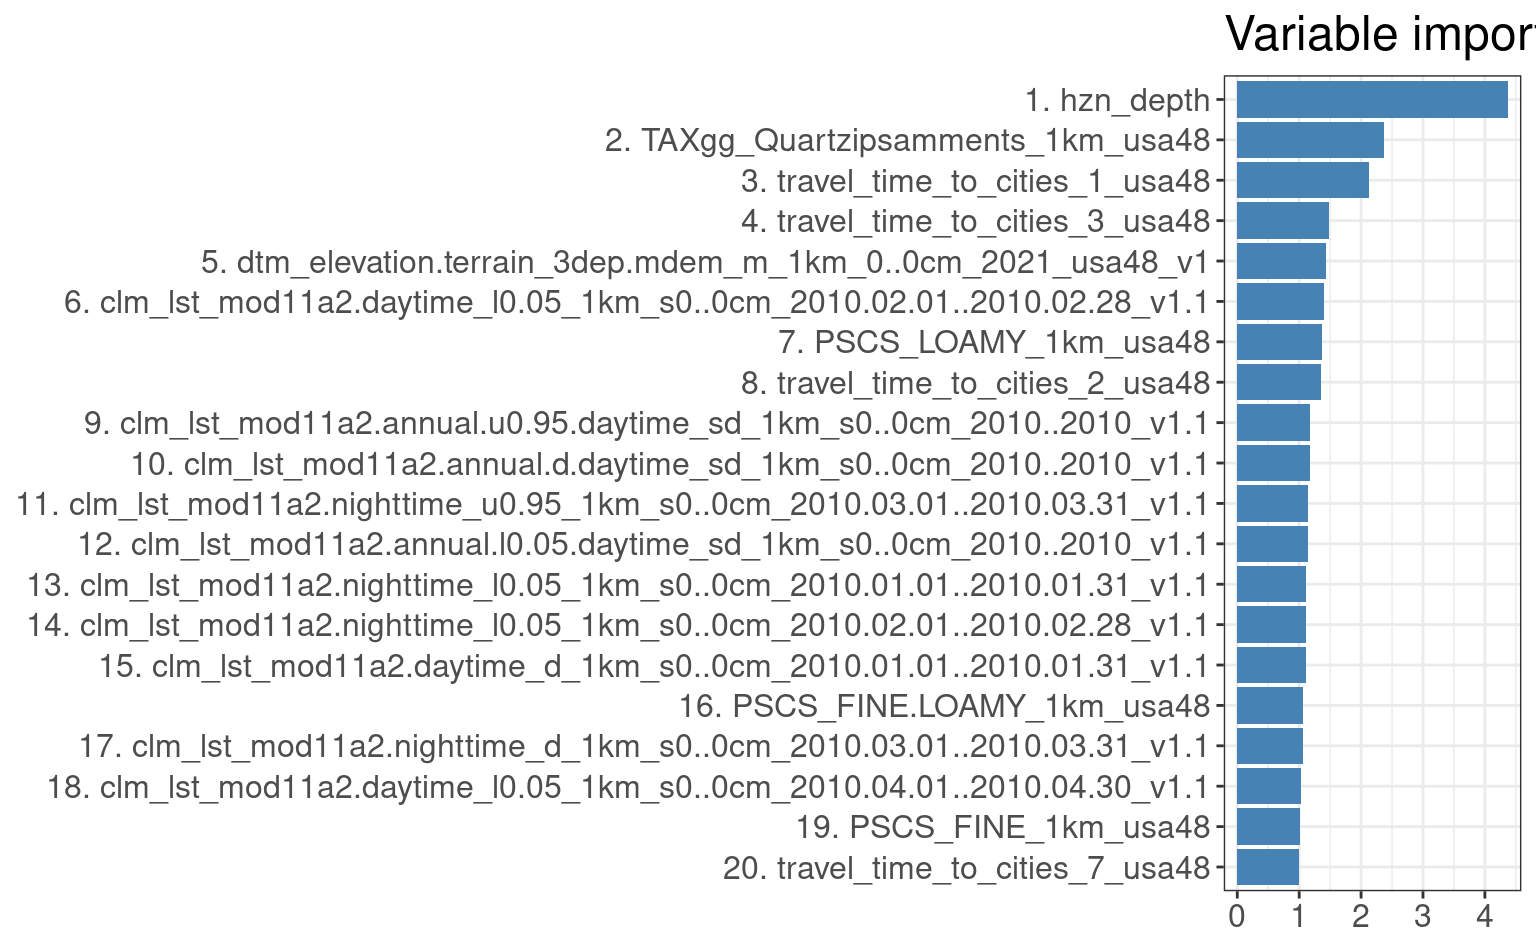 Variable impor
1. hzn_depth
2. TAXgg_Quartzipsamments_1km_usa48
3. travel_time_to_cities_1_usa48
4. travel_time_to_cities_3_usa48
5. dtm_elevation.terrain_3dep.mdem_m_1km_0..0cm_2021_usa48_v1
6. clm_lst_mod11a2.daytime_l0.05_1km_s0..0cm_2010.02.01..2010.02.28_v1.1
7. PSCS_LOAMY_1km_usa48
8. travel_time_to_cities_2_usa48
9. clm_lst_mod11a2.annual.u0.95.daytime_sd_1km_s0..0cm_2010..2010_v1.1
10. clm_lst_mod11a2.annual.d.daytime_sd_1km_s0..0cm_2010..2010_v1.1
11. clm_lst_mod11a2.nighttime_u0.95_1km_s0..0cm_2010.03.01..2010.03.31_v1.1
12. clm_lst_mod11a2.annual.l0.05.daytime_sd_1km_s0..0cm_2010..2010_v1.1
13. clm_lst_mod11a2.nighttime_l0.05_1km_s0..0cm_2010.01.01..2010.01.31_v1.1
14. clm_lst_mod11a2.nighttime_l0.05_1km_s0..0cm_2010.02.01..2010.02.28_v1.1
15. clm_lst_mod11a2.daytime_d_1km_s0..0cm_2010.01.01..2010.01.31_v1.1
16. PSCS_FINE.LOAMY_1km_usa48
17. clm_lst_mod11a2.nighttime_d_1km_s0..0cm_2010.03.01..2010.03.31_v1.1
18. clm_lst_mod11a2.daytime_l0.05_1km_s0..0cm_2010.04.01..2010.04.30_v1.1
19. PSCS_FINE_1km_usa48
20. travel_time_to_cities_7_usa48
0 1 2 3 4